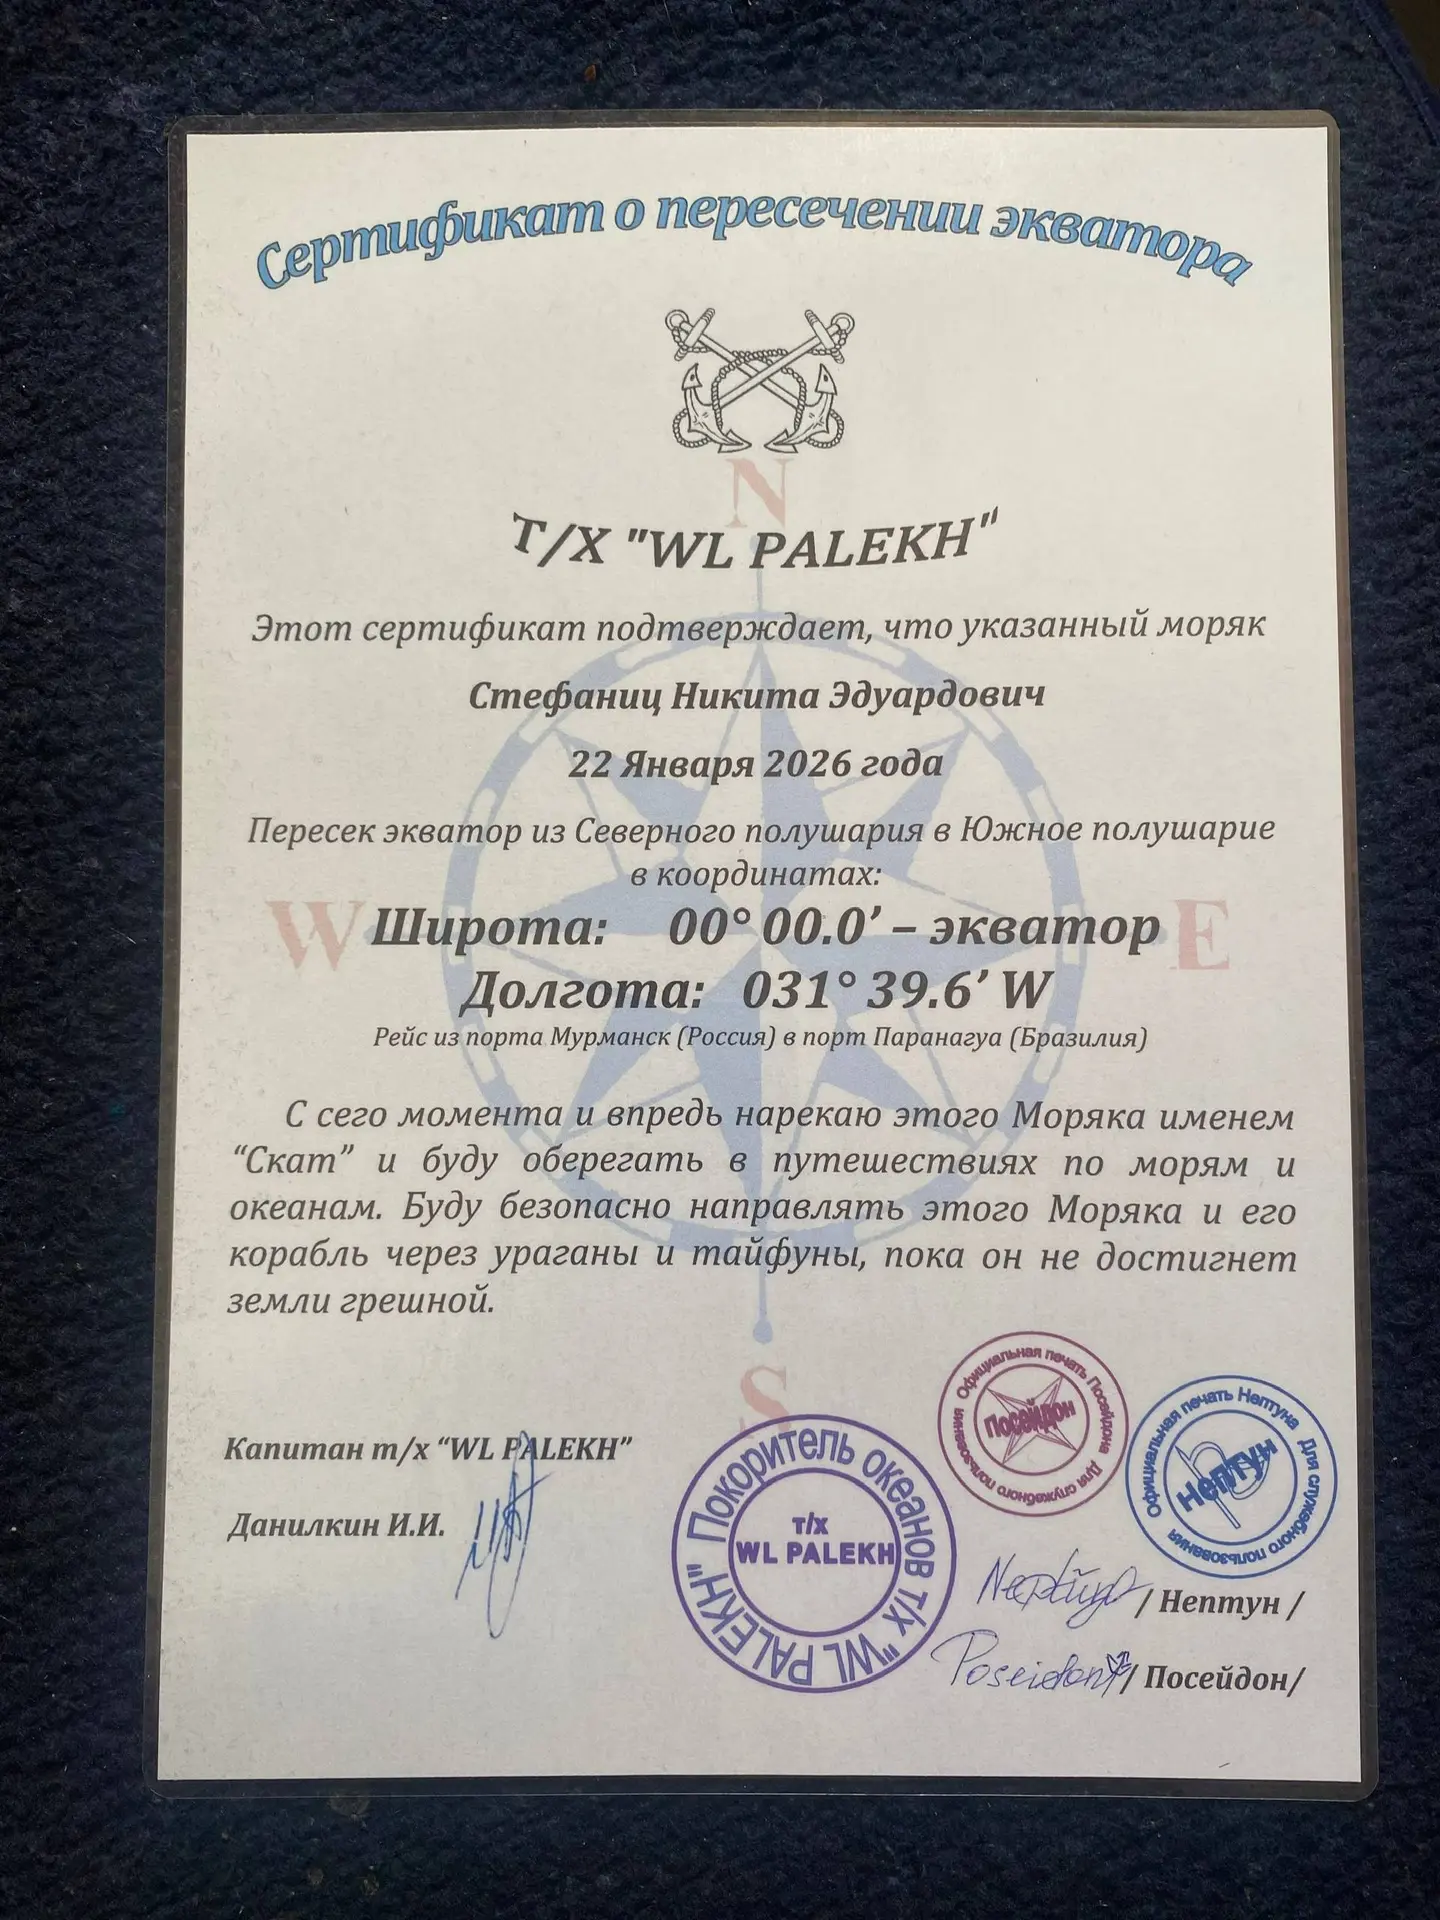 Сертификат о пересечении экватора
N
Т/Х "WL PALEKH"
Этот сертификат подтверждает, что указанный моряк
Стефаниц Никита Эдуардович
22 Января 2026 года
Пересек экватор из Северного полушария в Южное полушарие
в координатах:
W
Широта: 00° 00.0’ – экватор
E
Долгота: 031° 39.6’ W
Рейс из порта Мурманск (Россия) в порт Паранагуа (Бразилия)
С сего момента и впредь нарекаю этого Моряка именем
“Скат” и буду оберегать в путешествиях по морям и
океанам. Буду безопасно направлять этого Моряка и его
корабль через ураганы и тайфуны, пока он не достигнет
земли грешной.
S
Капитан т/х “WL PALEKH”
Данилкин И.И.
Покоритель океанов т/х "WL PALEKH"
т/х
WL PALEKH
Официальная печать Посейдона Для служебного пользования
Посейдон
Официальная печать Нептуна Для служебного пользования
Нептун
/ Нептун /
Poseidon / Посейдон/